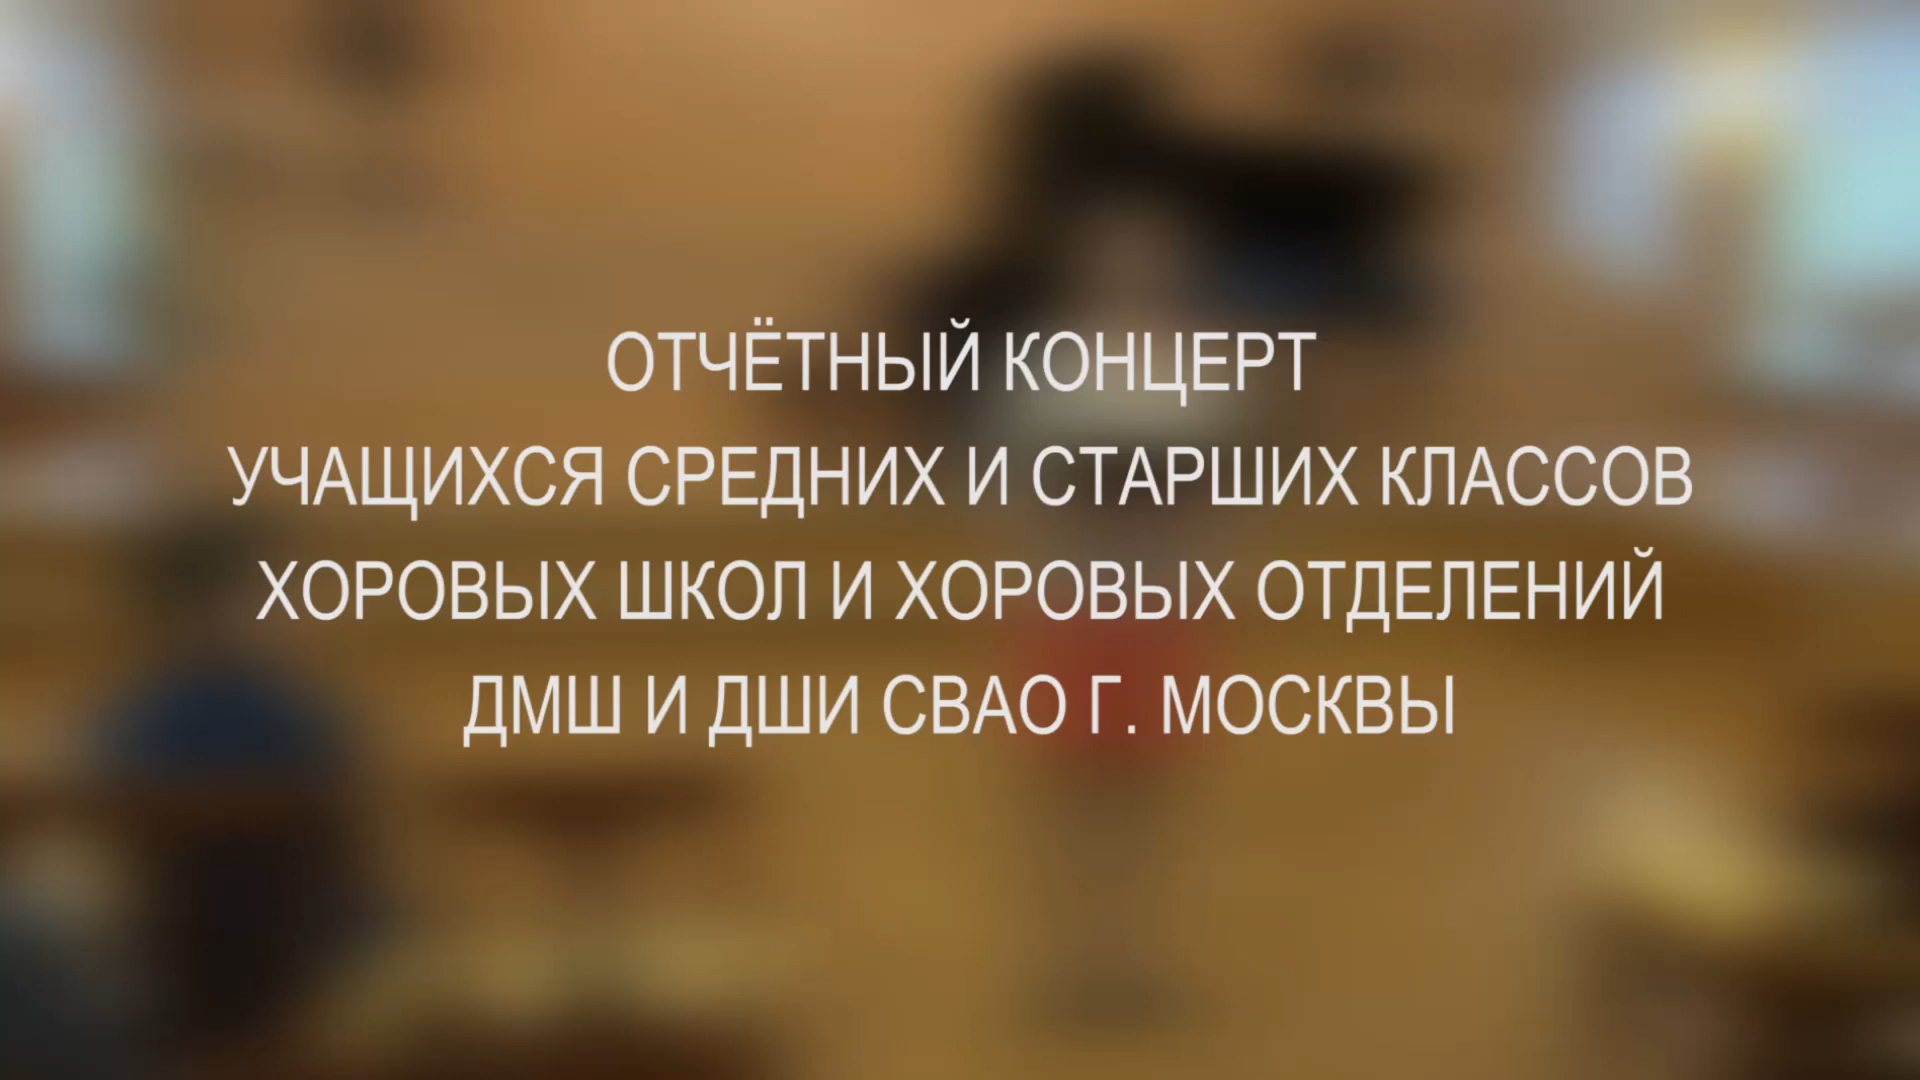 ОТЧЁТНЫЙ КОНЦЕРТ
УЧАЩИХСЯ СРЕДНИХ И СТАРШИХ КЛАССОВ
ХОРОВЫХ ШКОЛ И ХОРОВЫХ ОТДЕЛЕНИЙ
ДМШ И ДШИ СВАО Г. МОСКВЫ